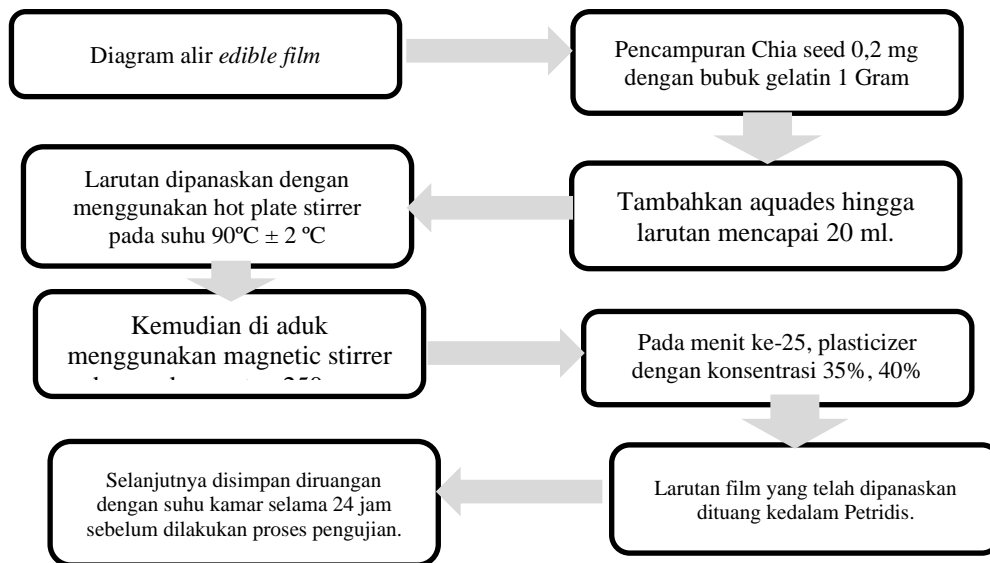 Diagram alir edible film
Pencampuran Chia seed 0,2 mg
dengan bubuk gelatin 1 Gram
Tambahkan aquades hingga
larutan mencapai 20 ml.
Larutan dipanaskan dengan
menggunakan hot plate stirrer
pada suhu 90ºC ± 2 ºC
Kemudian di aduk
menggunakan magnetic stirrer
Pada menit ke-25, plasticizer
dengan konsentrasi 35%, 40%
Larutan film yang telah dipanaskan
dituang kedalam Petridis.
Selanjutnya disimpan diruangan
dengan suhu kamar selama 24 jam
sebelum dilakukan proses pengujian.